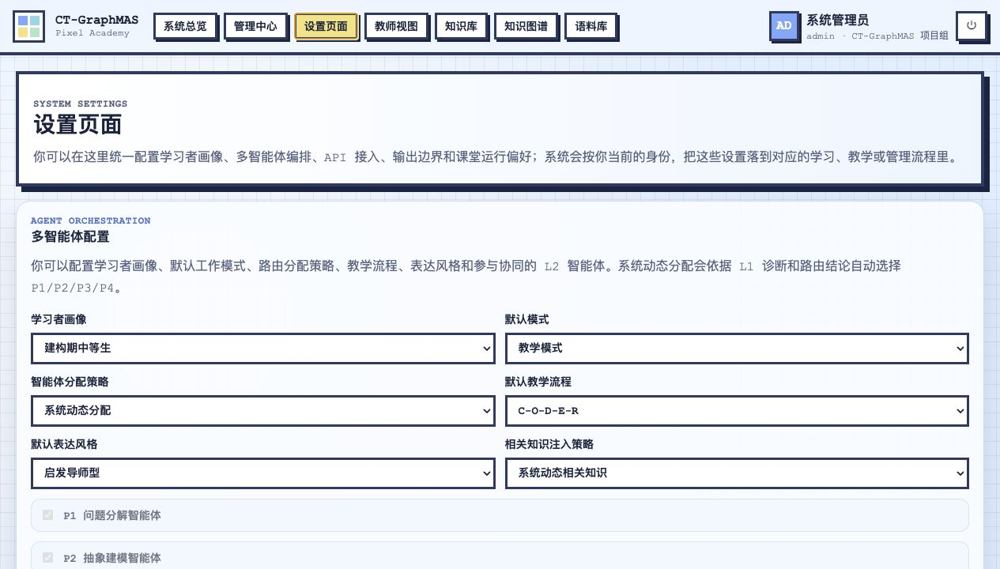 CT-GraphMAS
Pixel Academy
系统总览
管理中心
设置页面
教师视图
知识库
知识图谱
语料库
AD
系统管理员
admin · CT-GraphMAS 项目组
SYSTEM SETTINGS
设置页面
你可以在这里统一配置学习者画像、多智能体编排、API 接入、输出边界和课堂运行偏好；系统会按你当前的身份，把这些设置落到对应的学习、教学或管理流程里。
AGENT ORCHESTRATION
多智能体配置
你可以配置学习者画像、默认工作模式、路由分配策略、教学流程、表达风格和参与协同的 L2 智能体。系统动态分配会依据 L1 诊断和路由结论自动选择
P1/P2/P3/P4。
学习者画像
默认模式
建构期中等生
教学模式
智能体分配策略
默认教学流程
系统动态分配
C-O-D-E-R
默认表达风格
相关知识注入策略
启发导师型
系统动态相关知识
P1 问题分解智能体
P2 抽象建模智能体